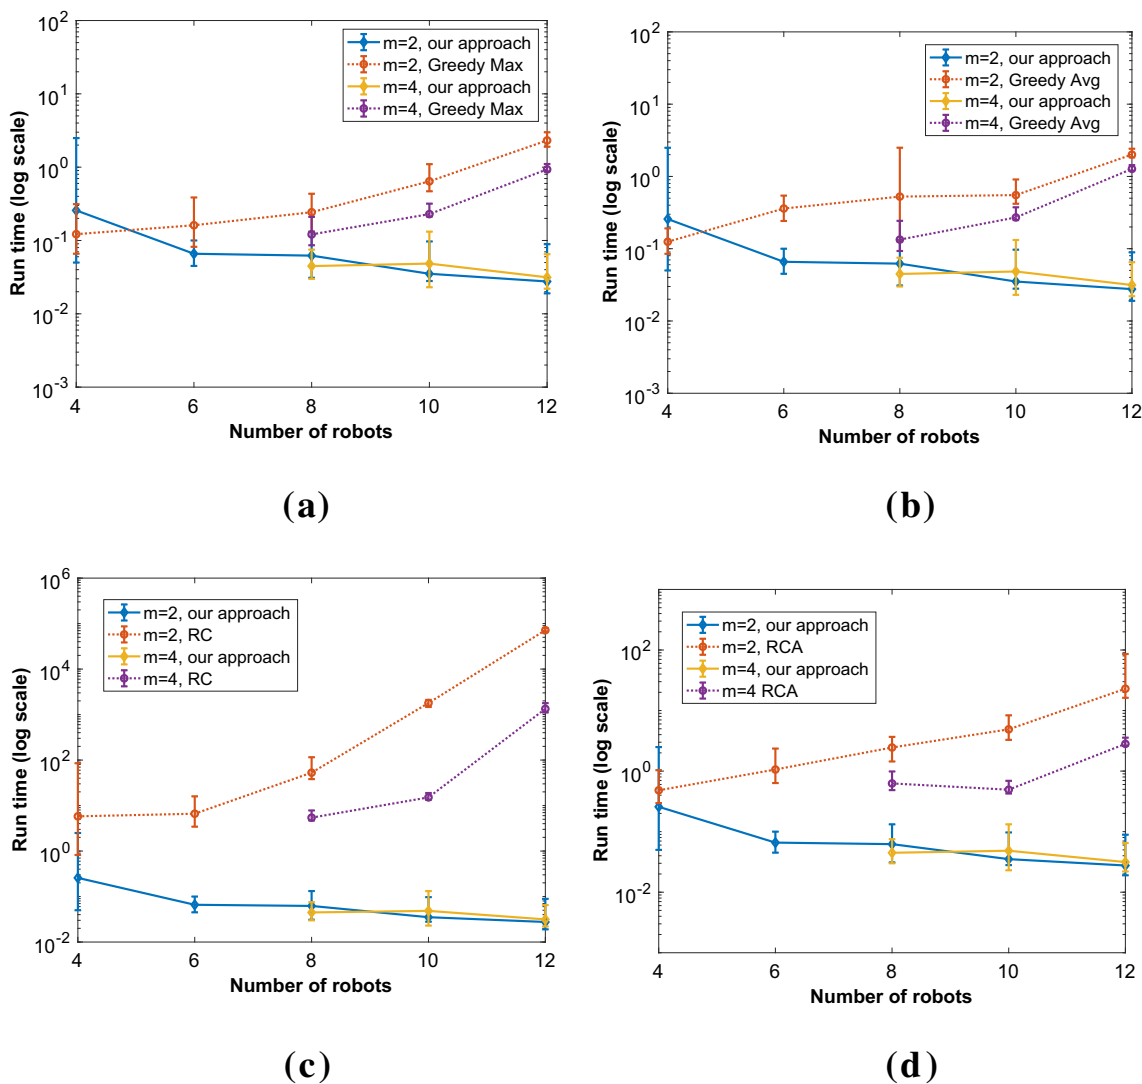 10^2
10^1
10^0
10^-1
10^-2
10^-3
Run time (log scale)
m=2, our approach
m=2, Greedy Max
m=4, our approach
m=4, Greedy Max
4 6 8 10 12
Number of robots
(a)
10^2
10^1
10^0
10^-1
10^-2
10^-3
Run time (log scale)
m=2, our approach
m=2, Greedy Avg
m=4, our approach
m=4, Greedy Avg
4 6 8 10 12
Number of robots
(b)
10^6
10^4
10^2
10^0
10^-2
Run time (log scale)
m=2, our approach
m=2, RC
m=4, our approach
m=4, RC
4 6 8 10 12
Number of robots
(c)
10^2
10^0
10^-2
Run time (log scale)
m=2, our approach
m=2, RCA
m=4, our approach
m=4 RCA
4 6 8 10 12
Number of robots
(d)